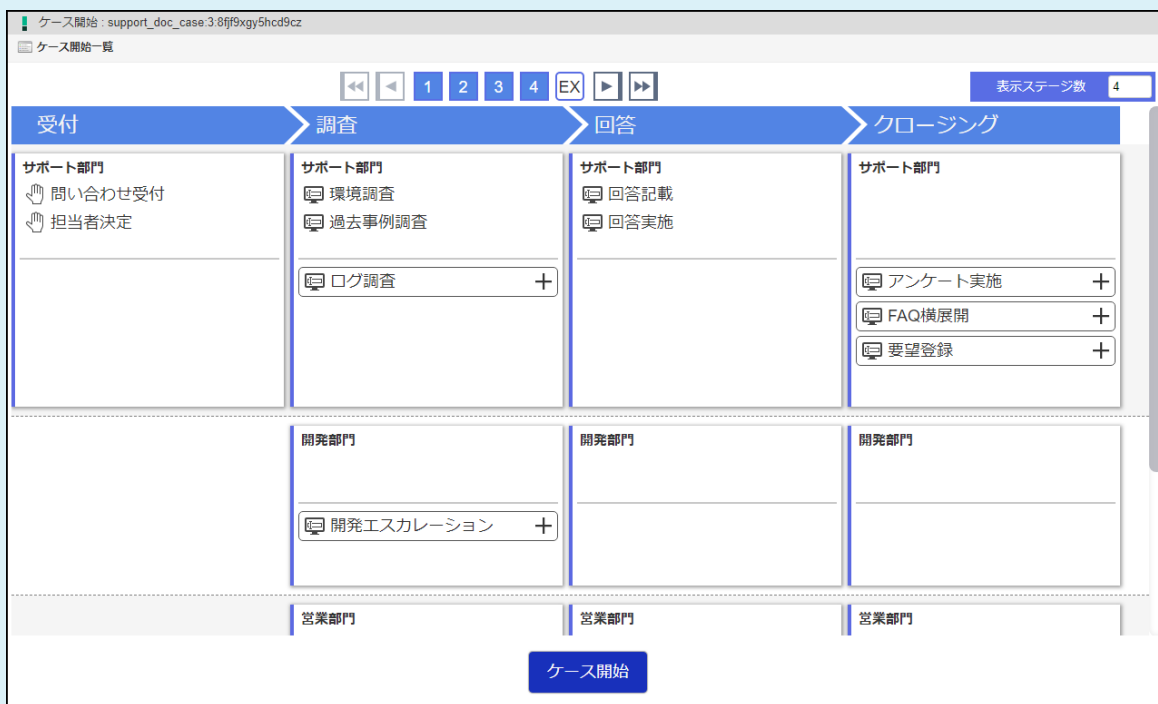 ケース開始 : support_doc_case:3:8fjf9xgy5hcd9cz
ケース開始一覧
1 2 3 4 EX
表示ステージ数 4
受付 調査 回答 クロージング
サポート部門
問い合わせ受付
担当者決定
サポート部門
環境調査
過去事例調査
ログ調査
サポート部門
回答記載
回答実施
サポート部門
アンケート実施
FAQ横展開
要望登録
開発部門
開発エスカレーション
開発部門
開発部門
営業部門
営業部門
営業部門
ケース開始